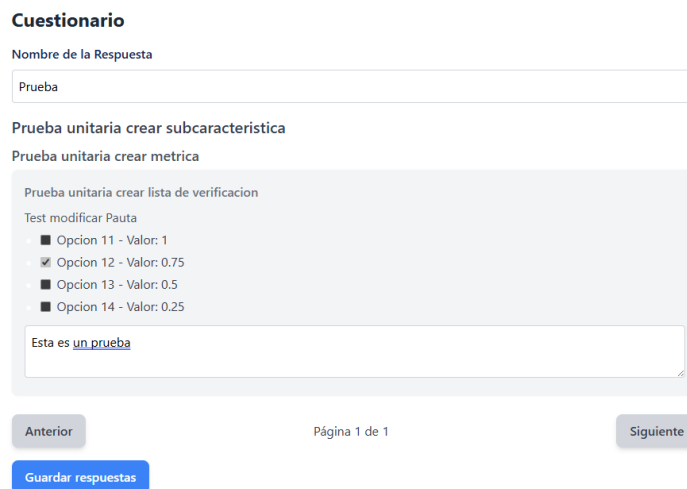 Cuestionario
Nombre de la Respuesta
Prueba
Prueba unitaria crear subcaracteristica
Prueba unitaria crear metrica
Prueba unitaria crear lista de verificacion
Test modificar Pauta
Opcion 11 - Valor: 1
Opcion 12 - Valor: 0.75
Opcion 13 - Valor: 0.5
Opcion 14 - Valor: 0.25
Esta es un prueba
Anterior Página 1 de 1 Siguiente
Guardar respuestas